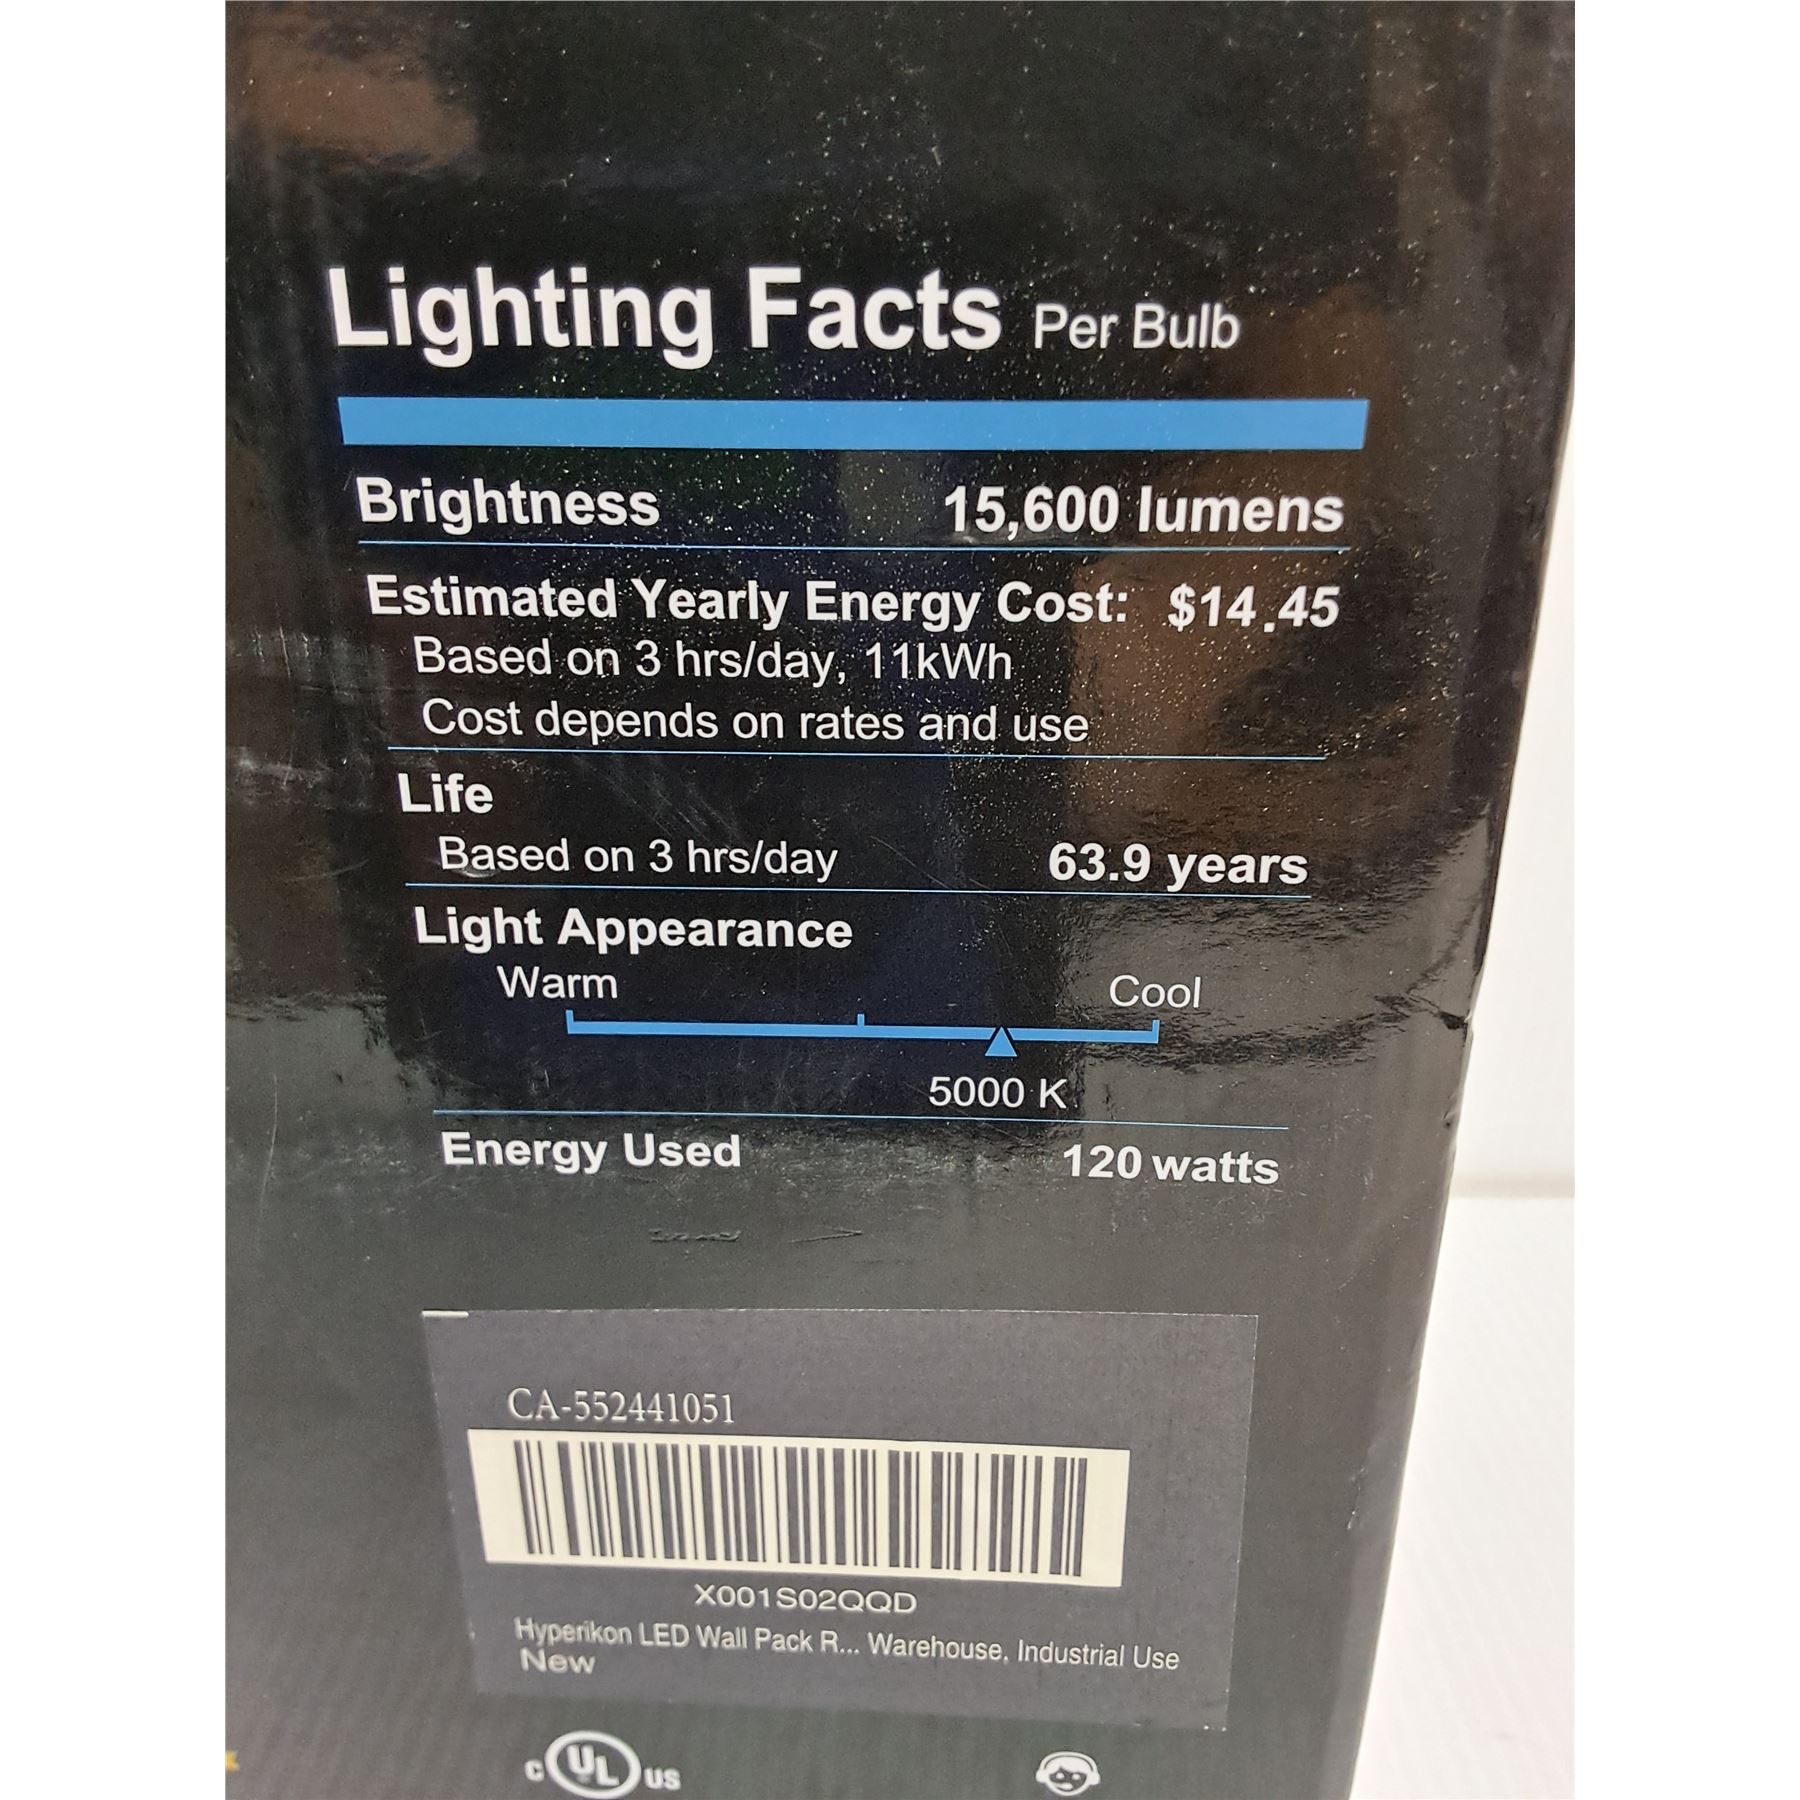 Lighting Facts Per Bulb
Brightness 15,600 lumens
Estimated Yearly Energy Cost: $14.45
Based on 3 hrs/day, 11kWh
Cost depends on rates and use
Life
Based on 3 hrs/day 63.9 years
Light Appearance
Warm Cool
5000 K
Energy Used 120 watts
CA-552441051
X001S02QQD
Hyperikon LED Wall Pack R... Warehouse, Industrial Use
New
c UL us